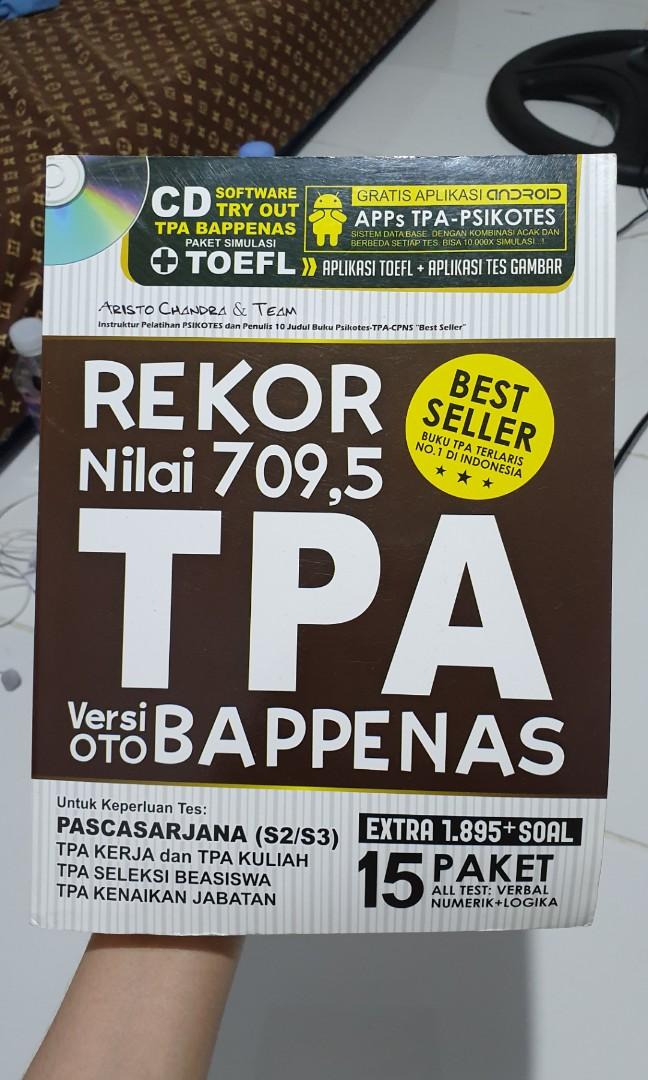 CD SOFTWARE
TRY OUT
TPA BAPPENAS
PAKET SIMULASI
+ TOEFL
GRATIS APLIKASI ANDROID
APPs TPA-PSIKOTES
SISTEM DATA BASE DENGAN KOMBINASI ACAK DAN
BERBEDA SETIAP TES. BISA 10.000X SIMULASI..!
APLIKASI TOEFL + APLIKASI TES GAMBAR
ARISTO CHANDRA & TEAM
Instruktur Pelatihan PSIKOTES dan Penulis 10 Judul Buku Psikotes-TPA-CPNS "Best Seller"
REKOR
Nilai 709,5
BEST
SELLER
BUKU TPA TERLARIS
NO.1 DI INDONESIA
TPA
Versi
OTO
BAPPENAS
Untuk Keperluan Tes:
PASCASARJANA (S2/S3)
TPA KERJA dan TPA KULIAH
TPA SELEKSI BEASISWA
TPA KENAIKAN JABATAN
EXTRA 1.895+ SOAL
15 PAKET
ALL TEST: VERBAL
NUMERIK+LOGIKA